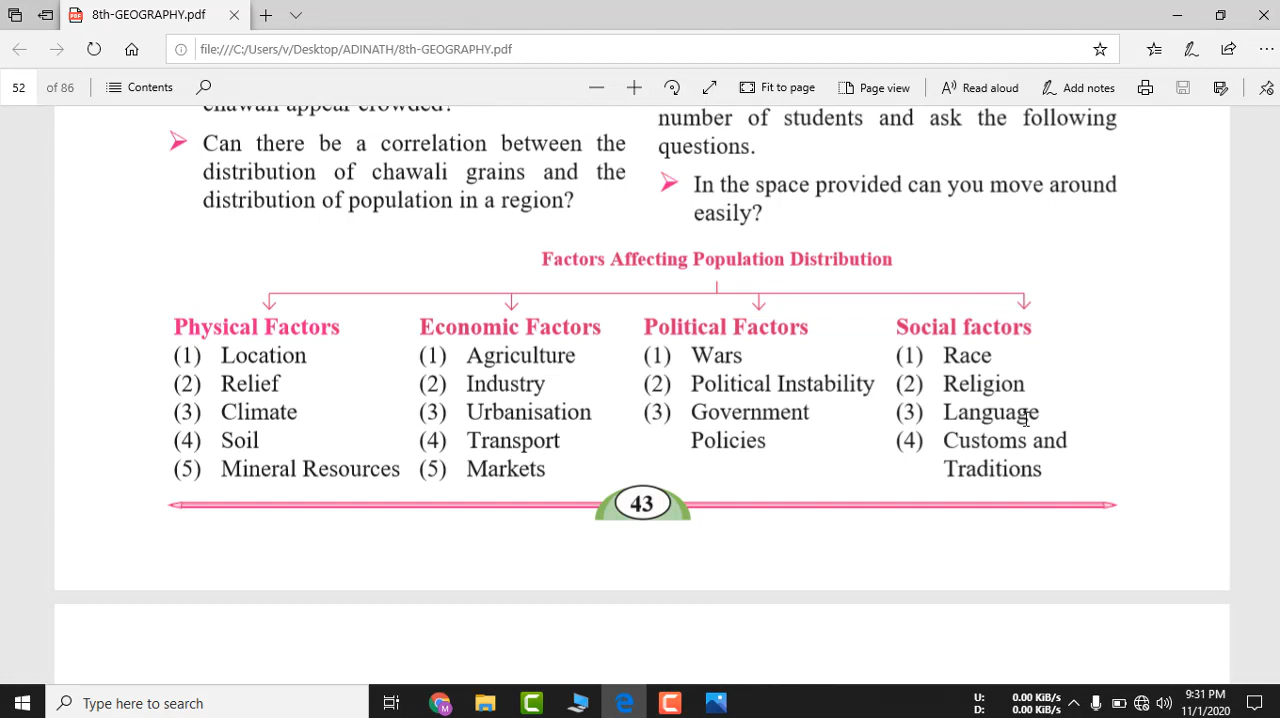 8th-GEOGRAPHY.pdf
file:///C:/Users/v/Desktop/ADINATH/8th-GEOGRAPHY.pdf
52 of 86 Contents Fit to page Page view Read aloud Add notes
chawali appear crowded?
Can there be a correlation between the
distribution of chawali grains and the
distribution of population in a region?
number of students and ask the following
questions.
In the space provided can you move around
easily?
Factors Affecting Population Distribution
Physical Factors
(1) Location
(2) Relief
(3) Climate
(4) Soil
(5) Mineral Resources
Economic Factors
(1) Agriculture
(2) Industry
(3) Urbanisation
(4) Transport
(5) Markets
Political Factors
(1) Wars
(2) Political Instability
(3) Government
Policies
Social factors
(1) Race
(2) Religion
(3) Language
(4) Customs and
Traditions
43
Type here to search
U: 0.00 KiB/s
D: 0.00 KiB/s
9:31 PM
11/1/2020